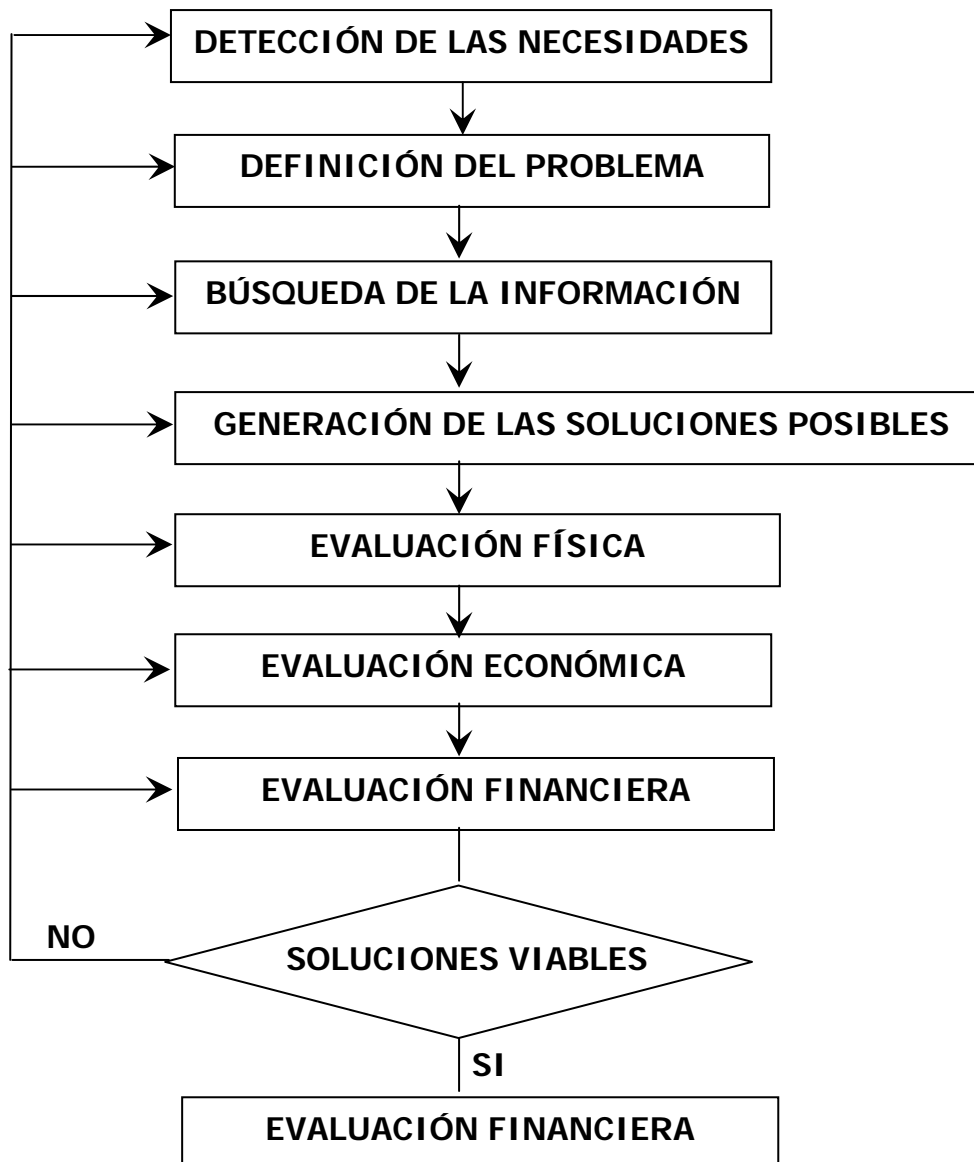 DETECCIÓN DE LAS NECESIDADES
DEFINICIÓN DEL PROBLEMA
BÚSQUEDA DE LA INFORMACIÓN
GENERACIÓN DE LAS SOLUCIONES POSIBLES
EVALUACIÓN FÍSICA
EVALUACIÓN ECONÓMICA
EVALUACIÓN FINANCIERA
NO
SOLUCIONES VIABLES
SI
EVALUACIÓN FINANCIERA